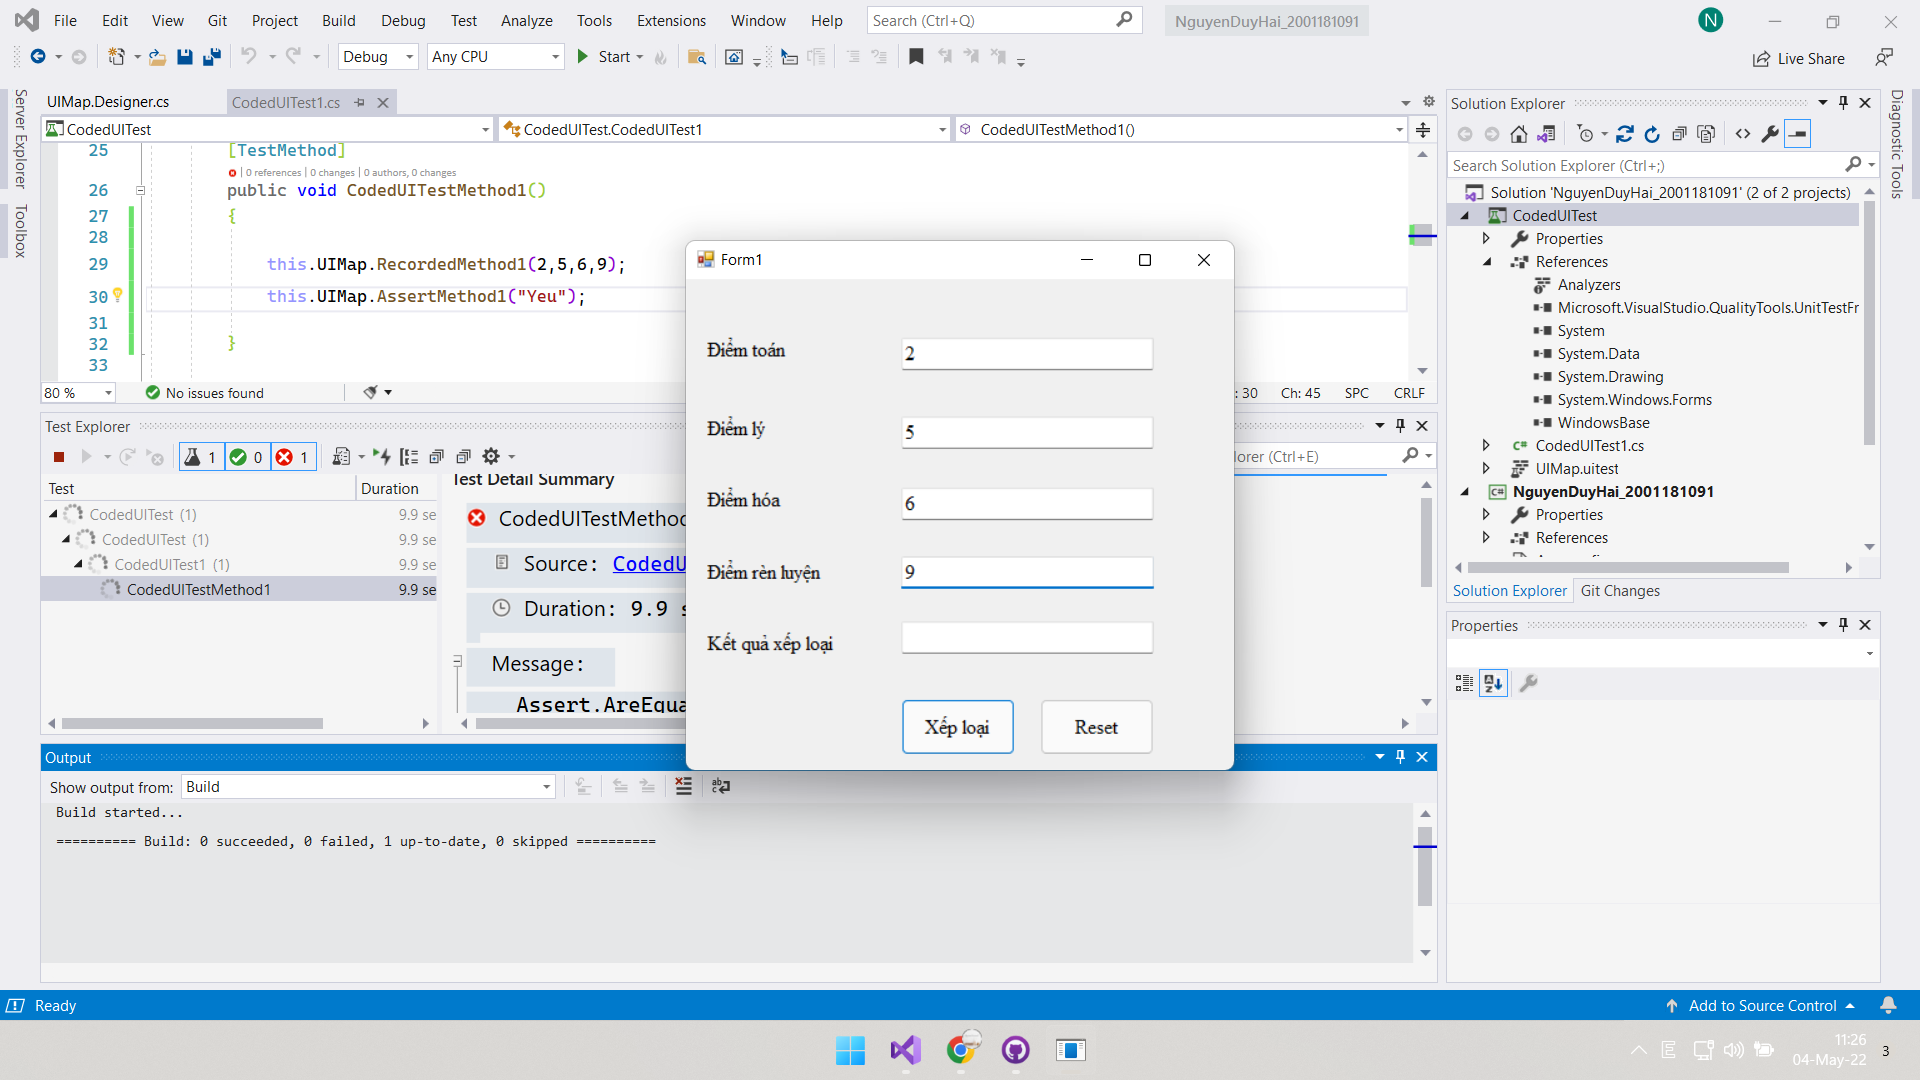 File Edit View Git Project Build Debug Test Analyze Tools Extensions Window Help Search (Ctrl+Q) NguyenDuyHai_2001181091 N
Debug Any CPU Start Live Share
Server Explorer
Toolbox
UIMap.Designer.cs CodedUITest1.cs
CodedUITest CodedUITest.CodedUITest1 CodedUITestMethod1()
25 [TestMethod]
0 references | 0 changes | 0 authors, 0 changes
26 public void CodedUITestMethod1()
27 {
28
29 this.UIMap.RecordedMethod1(2,5,6,9);
30 this.UIMap.AssertMethod1("Yeu");
31
32 }
33
80 % No issues found : 30 Ch: 45 SPC CRLF
Test Explorer
1 0 1 lorer (Ctrl+E)
Test Duration
CodedUITest (1) 9.9 se
CodedUITest (1) 9.9 se
CodedUITest1 (1) 9.9 se
CodedUITestMethod1 9.9 se
Test Detail Summary
CodedUITestMethod
Source: CodedU
Duration: 9.9 s
Message:
Assert.AreEqua
Form1
Điểm toán 2
Điểm lý 5
Điểm hóa 6
Điểm rèn luyện 9
Kết quả xếp loại
Xếp loại Reset
Output
Show output from: Build
Build started...
========== Build: 0 succeeded, 0 failed, 1 up-to-date, 0 skipped ==========
Solution Explorer
Search Solution Explorer (Ctrl+;)
Solution 'NguyenDuyHai_2001181091' (2 of 2 projects)
CodedUITest
Properties
References
Analyzers
Microsoft.VisualStudio.QualityTools.UnitTestFr
System
System.Data
System.Drawing
System.Windows.Forms
WindowsBase
C# CodedUITest1.cs
UIMap.uitest
C# NguyenDuyHai_2001181091
Properties
References
Solution Explorer Git Changes
Properties
Diagnostic Tools
Ready Add to Source Control
11:26
04-May-22 3